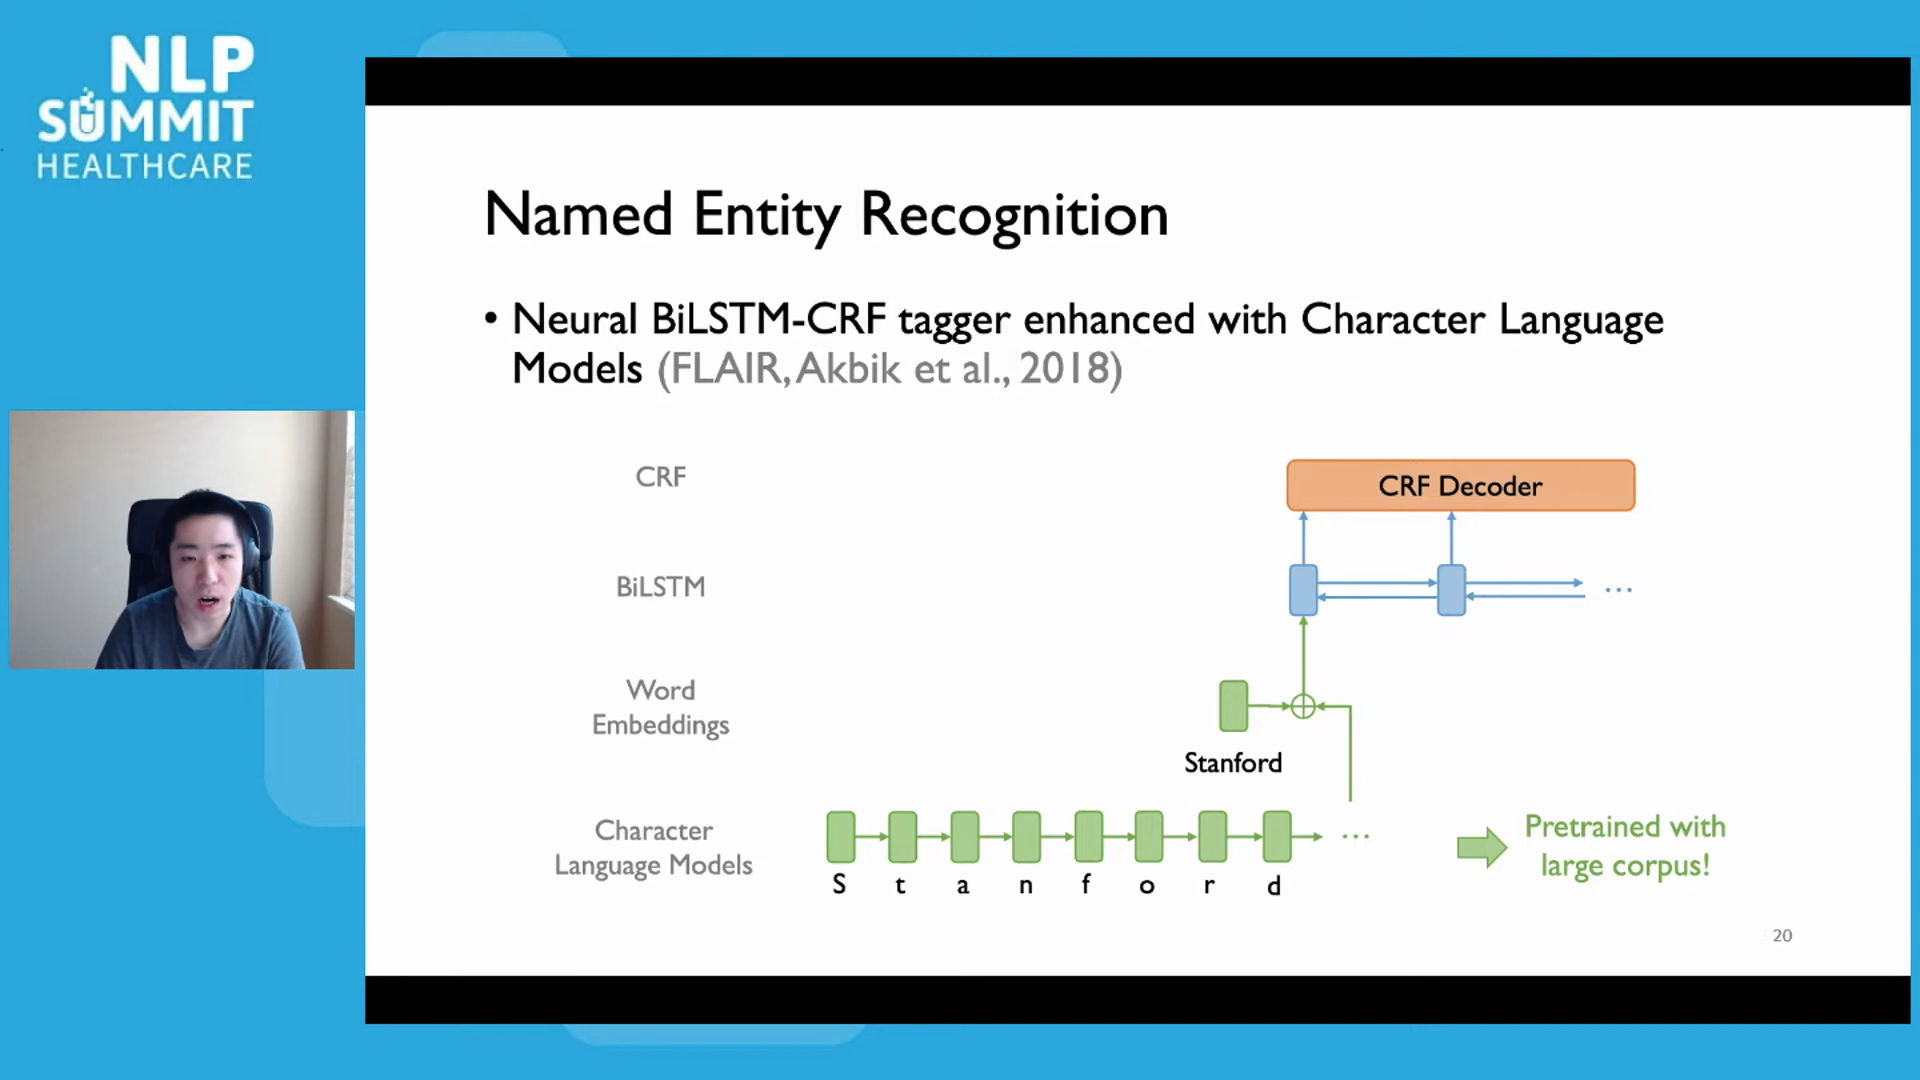 NLP
SUMMIT
HEALTHCARE
Named Entity Recognition
• Neural BiLSTM-CRF tagger enhanced with Character Language
Models (FLAIR, Akbik et al., 2018)
CRF
CRF Decoder
BiLSTM
...
Word
Embeddings
Stanford
Character
Language Models
...
S t a n f o r d
Pretrained with
large corpus!
20